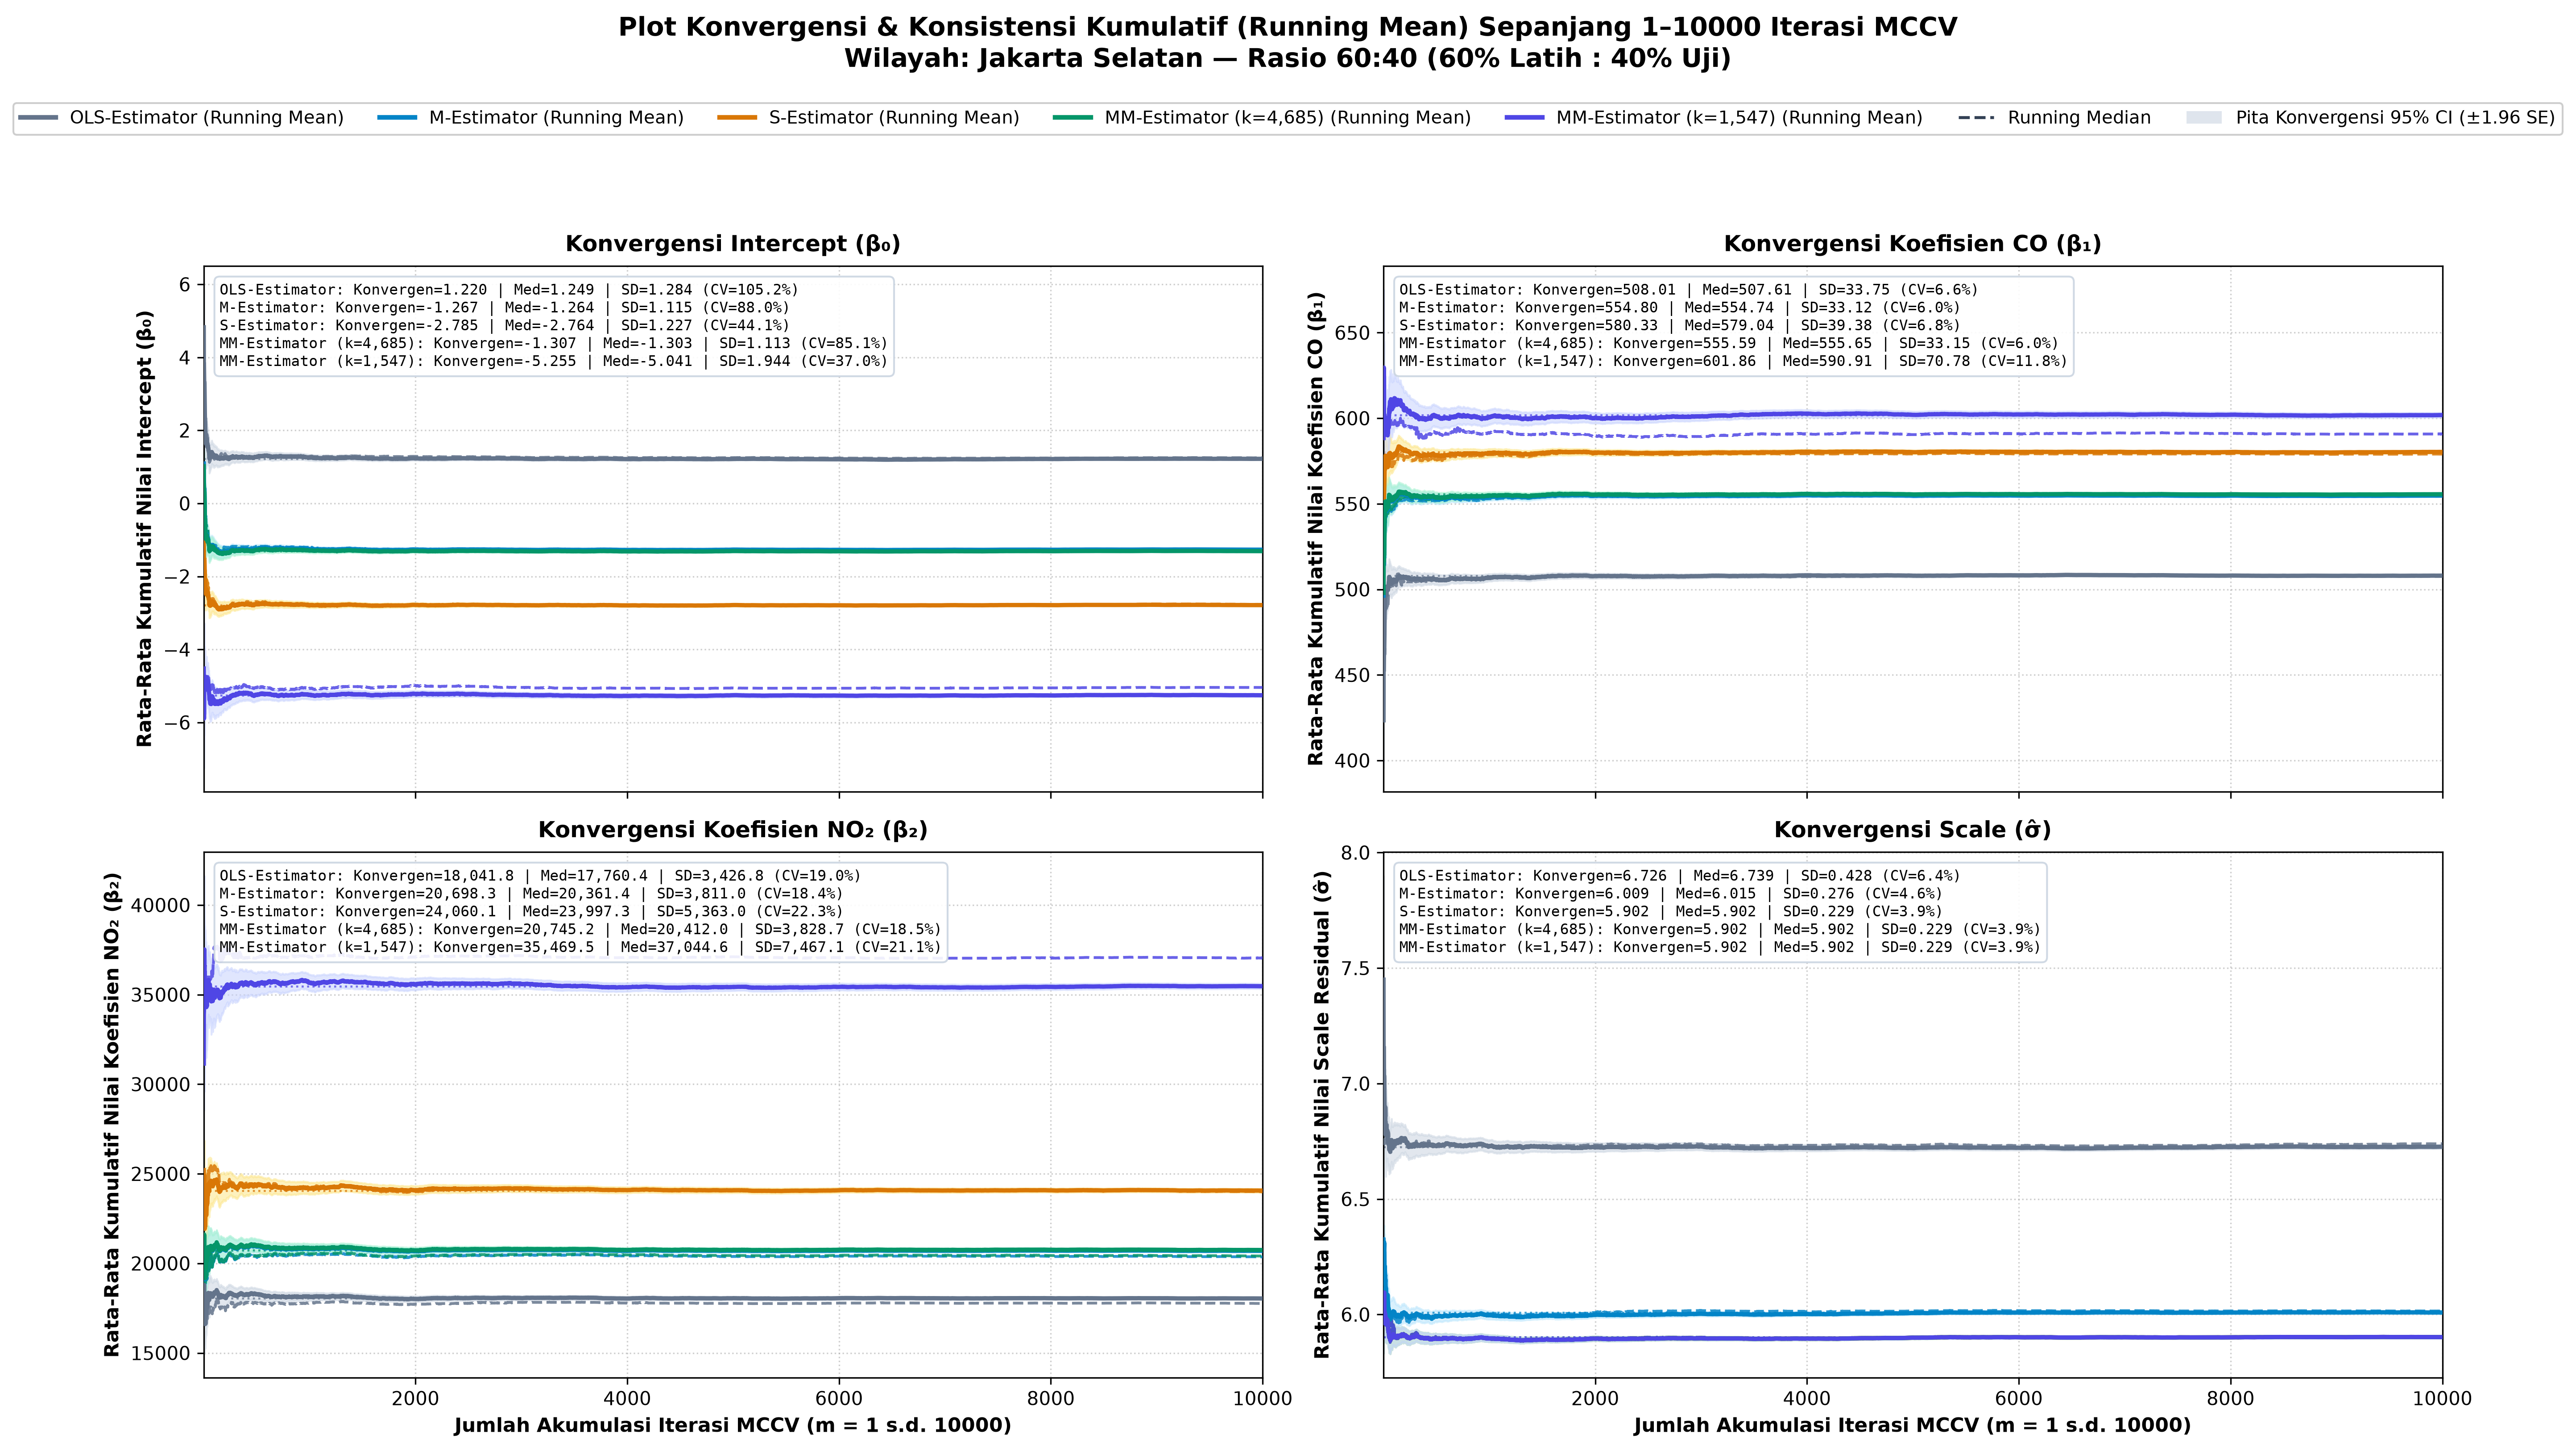 Plot Konvergensi & Konsistensi Kumulatif (Running Mean) Sepanjang 1–10000 Iterasi MCCV
Wilayah: Jakarta Selatan — Rasio 60:40 (60% Latih : 40% Uji)
OLS-Estimator (Running Mean)
M-Estimator (Running Mean)
S-Estimator (Running Mean)
MM-Estimator (k=4,685) (Running Mean)
MM-Estimator (k=1,547) (Running Mean)
Running Median
Pita Konvergensi 95% CI (±1.96 SE)
Konvergensi Intercept (β₀)
OLS-Estimator: Konvergen=1.220 | Med=1.249 | SD=1.284 (CV=105.2%)
M-Estimator: Konvergen=-1.267 | Med=-1.264 | SD=1.115 (CV=88.0%)
S-Estimator: Konvergen=-2.785 | Med=-2.764 | SD=1.227 (CV=44.1%)
MM-Estimator (k=4,685): Konvergen=-1.307 | Med=-1.303 | SD=1.113 (CV=85.1%)
MM-Estimator (k=1,547): Konvergen=-5.255 | Med=-5.041 | SD=1.944 (CV=37.0%)
Rata-Rata Kumulatif Nilai Intercept (β₀)
6
4
2
0
−2
−4
−6
Konvergensi Koefisien CO (β₁)
OLS-Estimator: Konvergen=508.01 | Med=507.61 | SD=33.75 (CV=6.6%)
M-Estimator: Konvergen=554.80 | Med=554.74 | SD=33.12 (CV=6.0%)
S-Estimator: Konvergen=580.33 | Med=579.04 | SD=39.38 (CV=6.8%)
MM-Estimator (k=4,685): Konvergen=555.59 | Med=555.65 | SD=33.15 (CV=6.0%)
MM-Estimator (k=1,547): Konvergen=601.86 | Med=590.91 | SD=70.78 (CV=11.8%)
Rata-Rata Kumulatif Nilai Koefisien CO (β₁)
650
600
550
500
450
400
Konvergensi Koefisien NO₂ (β₂)
OLS-Estimator: Konvergen=18,041.8 | Med=17,760.4 | SD=3,426.8 (CV=19.0%)
M-Estimator: Konvergen=20,698.3 | Med=20,361.4 | SD=3,811.0 (CV=18.4%)
S-Estimator: Konvergen=24,060.1 | Med=23,997.3 | SD=5,363.0 (CV=22.3%)
MM-Estimator (k=4,685): Konvergen=20,745.2 | Med=20,412.0 | SD=3,828.7 (CV=18.5%)
MM-Estimator (k=1,547): Konvergen=35,469.5 | Med=37,044.6 | SD=7,467.1 (CV=21.1%)
Rata-Rata Kumulatif Nilai Koefisien NO₂ (β₂)
40000
35000
30000
25000
20000
15000
2000
4000
6000
8000
10000
Jumlah Akumulasi Iterasi MCCV (m = 1 s.d. 10000)
Konvergensi Scale (σ̂)
OLS-Estimator: Konvergen=6.726 | Med=6.739 | SD=0.428 (CV=6.4%)
M-Estimator: Konvergen=6.009 | Med=6.015 | SD=0.276 (CV=4.6%)
S-Estimator: Konvergen=5.902 | Med=5.902 | SD=0.229 (CV=3.9%)
MM-Estimator (k=4,685): Konvergen=5.902 | Med=5.902 | SD=0.229 (CV=3.9%)
MM-Estimator (k=1,547): Konvergen=5.902 | Med=5.902 | SD=0.229 (CV=3.9%)
Rata-Rata Kumulatif Nilai Scale Residual (σ̂)
8.0
7.5
7.0
6.5
6.0
2000
4000
6000
8000
10000
Jumlah Akumulasi Iterasi MCCV (m = 1 s.d. 10000)